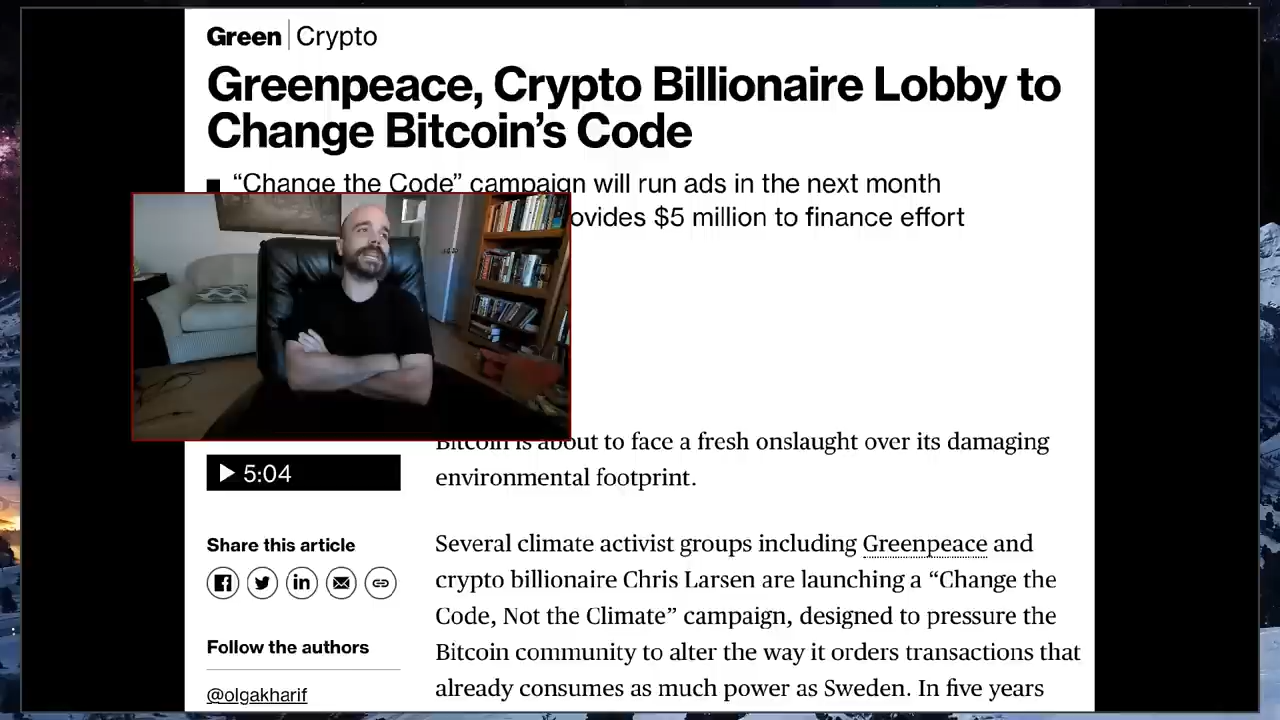 Green | Crypto
Greenpeace, Crypto Billionaire Lobby to
Change Bitcoin’s Code
“Change the Code” campaign will run ads in the next month
ovides $5 million to finance effort
Bitcoin is about to face a fresh onslaught over its damaging
environmental footprint.
5:04
Share this article
Follow the authors
@olgakharif
Several climate activist groups including Greenpeace and
crypto billionaire Chris Larsen are launching a “Change the
Code, Not the Climate” campaign, designed to pressure the
Bitcoin community to alter the way it orders transactions that
already consumes as much power as Sweden. In five years